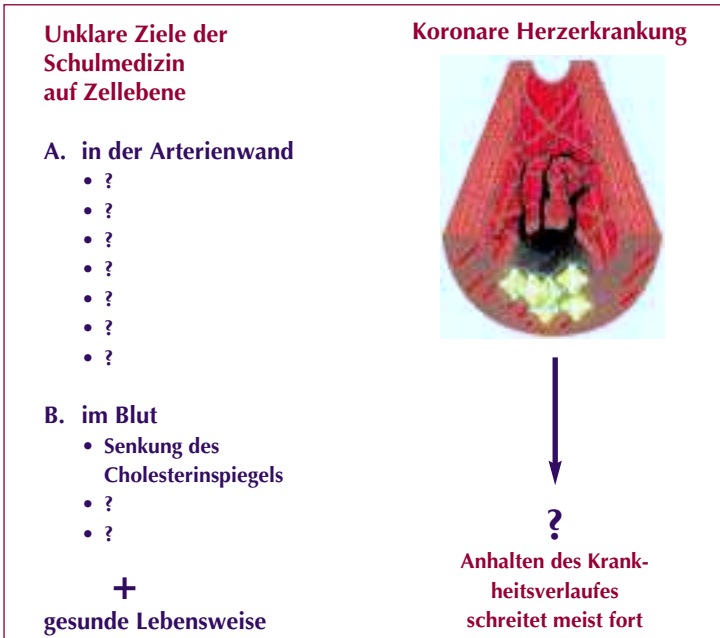 Unklare Ziele der
Schulmedizin
auf Zellebene
A. in der Arterienwand
• ?
• ?
• ?
• ?
• ?
• ?
• ?
B. im Blut
• Senkung des
Cholesterinspiegels
• ?
• ?
+
gesunde Lebensweise
Koronare Herzerkrankung
?
Anhalten des Krank-
heitsverlaufes
schreitet meist fort